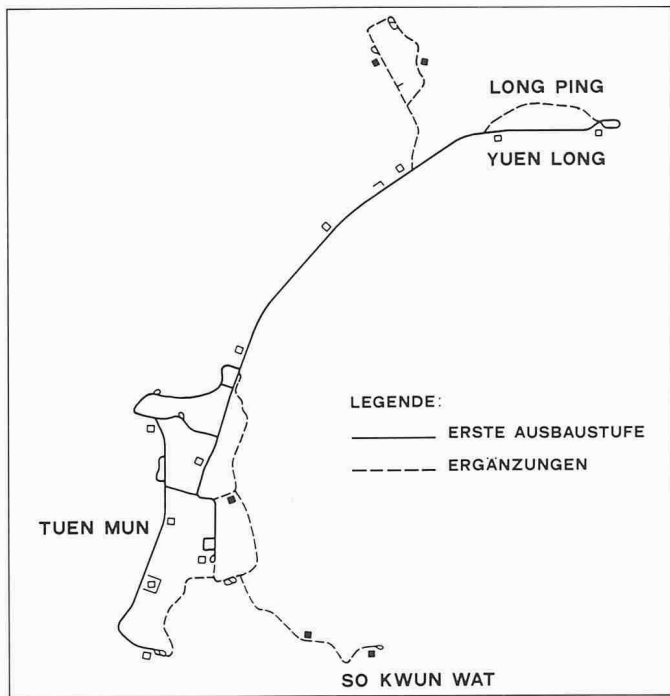 LONG PING
YUEN LONG
LEGENDE:
ERSTE AUSBAUSTUFE
ERGÄNZUNGEN
TUEN MUN
SO KWUN WAT